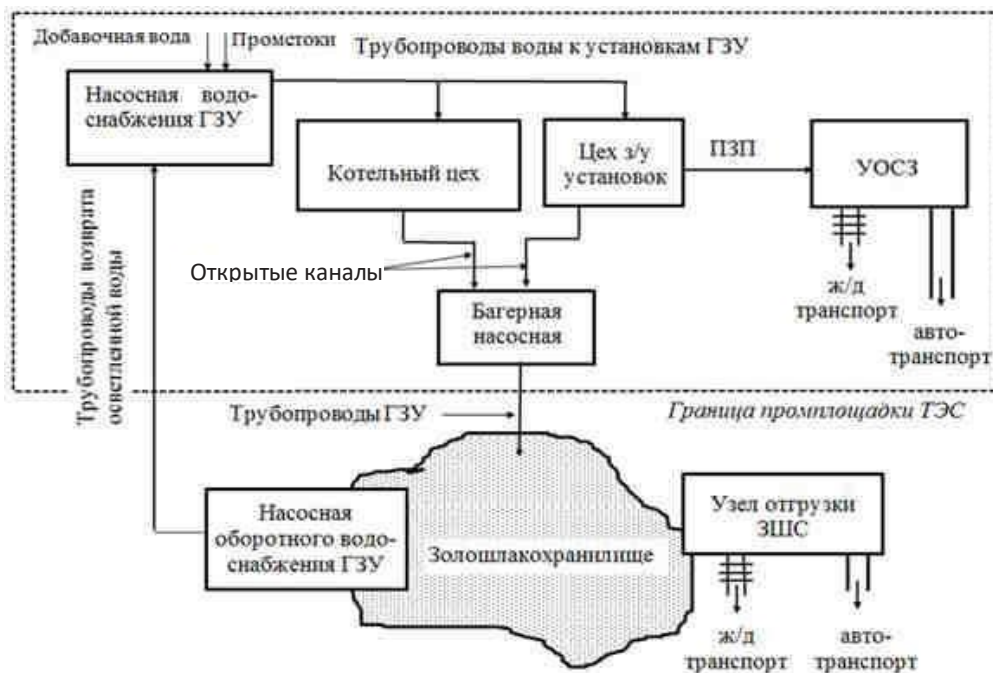 Добавочная вода
Прометоки
Трубопроводы воды к установкам ГЗУ
Насосная водо-
снабжения ГЗУ
Котельный цех
Цех з/у
установок
ПЗП
УОСЗ
Открытые каналы
ж/д
транспорт
авто-
транспорт
Багерная
насосная
Трубопроводы возврата
осветленной воды
Трубопроводы ГЗУ
Граница промплощадки ТЭС
Насосная
оборотного водо-
снабжения ГЗУ
Золошлакохранилище
Узел отгрузки
ЗШС
ж/д
транспорт
авто-
транспорт